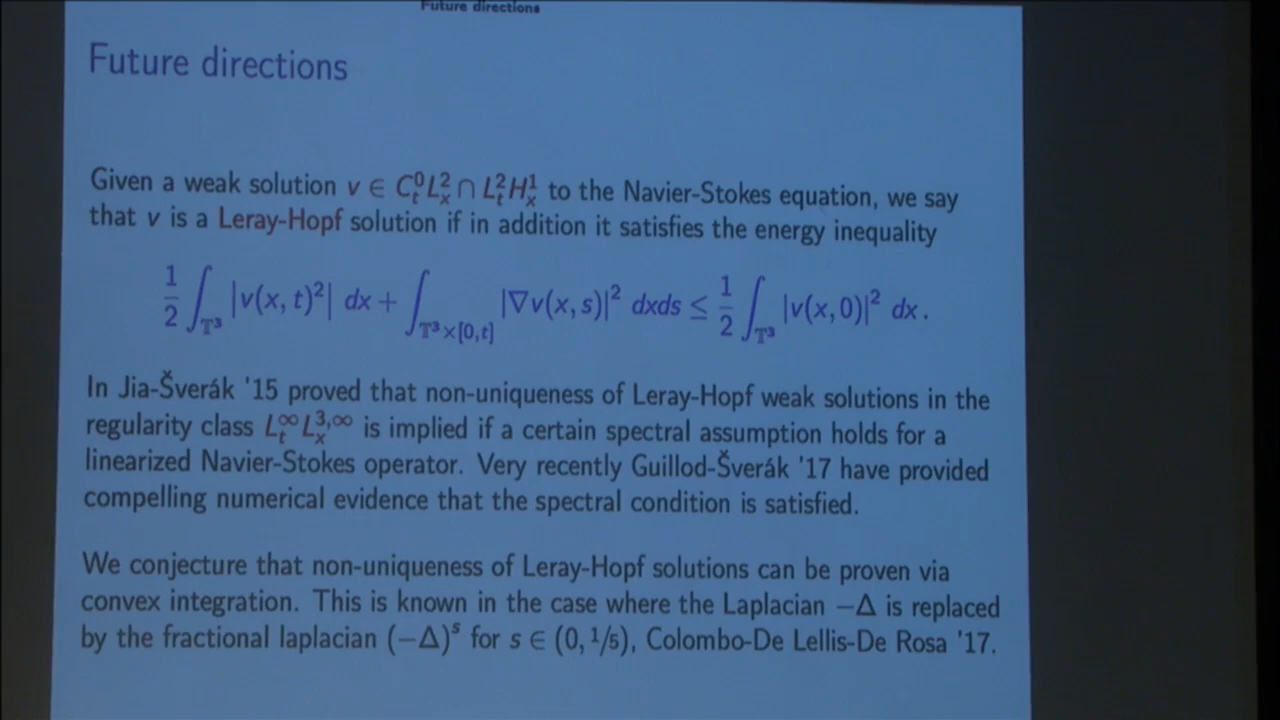 Future directions
Future directions
Given a weak solution v ∈ C⁰ₜL²ₓ ∩ L²ₜH¹ₓ to the Navier-Stokes equation, we say
that v is a Leray-Hopf solution if in addition it satisfies the energy inequality
1/2 ∫_{𝕋³} |v(x, t)²| dx + ∫_{𝕋³×[0,t]} |∇v(x, s)|² dxds ≤ 1/2 ∫_{𝕋³} |v(x, 0)|² dx .
In Jia-Šverák '15 proved that non-uniqueness of Leray-Hopf weak solutions in the
regularity class L^∞_t L^{3,∞}_x is implied if a certain spectral assumption holds for a
linearized Navier-Stokes operator. Very recently Guillod-Šverák '17 have provided
compelling numerical evidence that the spectral condition is satisfied.
We conjecture that non-uniqueness of Leray-Hopf solutions can be proven via
convex integration. This is known in the case where the Laplacian −Δ is replaced
by the fractional laplacian (−Δ)ˢ for s ∈ (0, 1/5), Colombo-De Lellis-De Rosa '17.